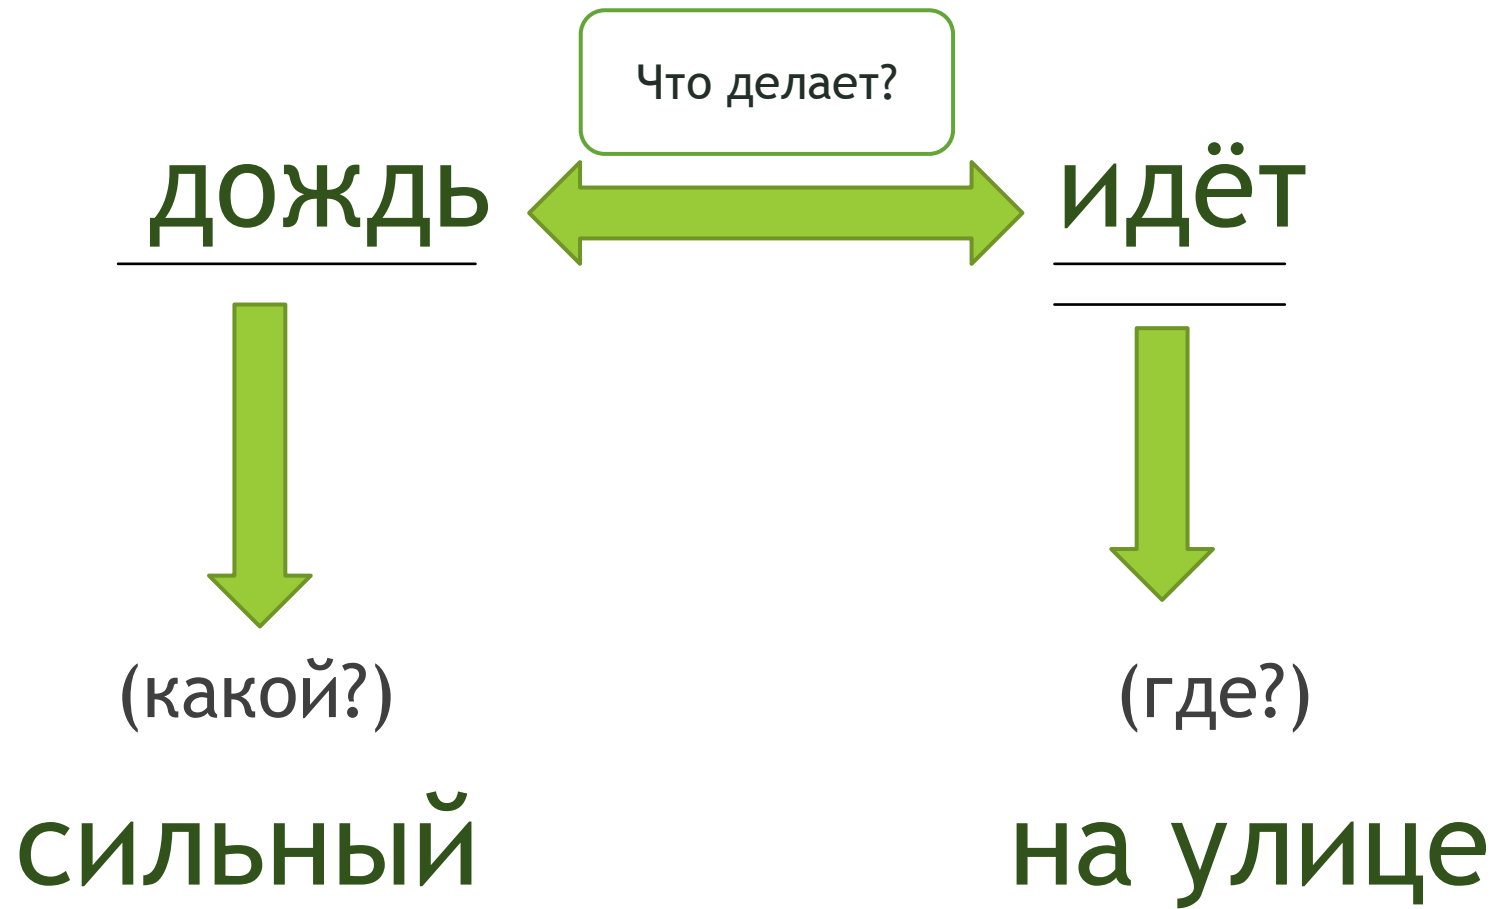 Что делает?
дождь идёт
(какой?) (где?)
сильный на улице